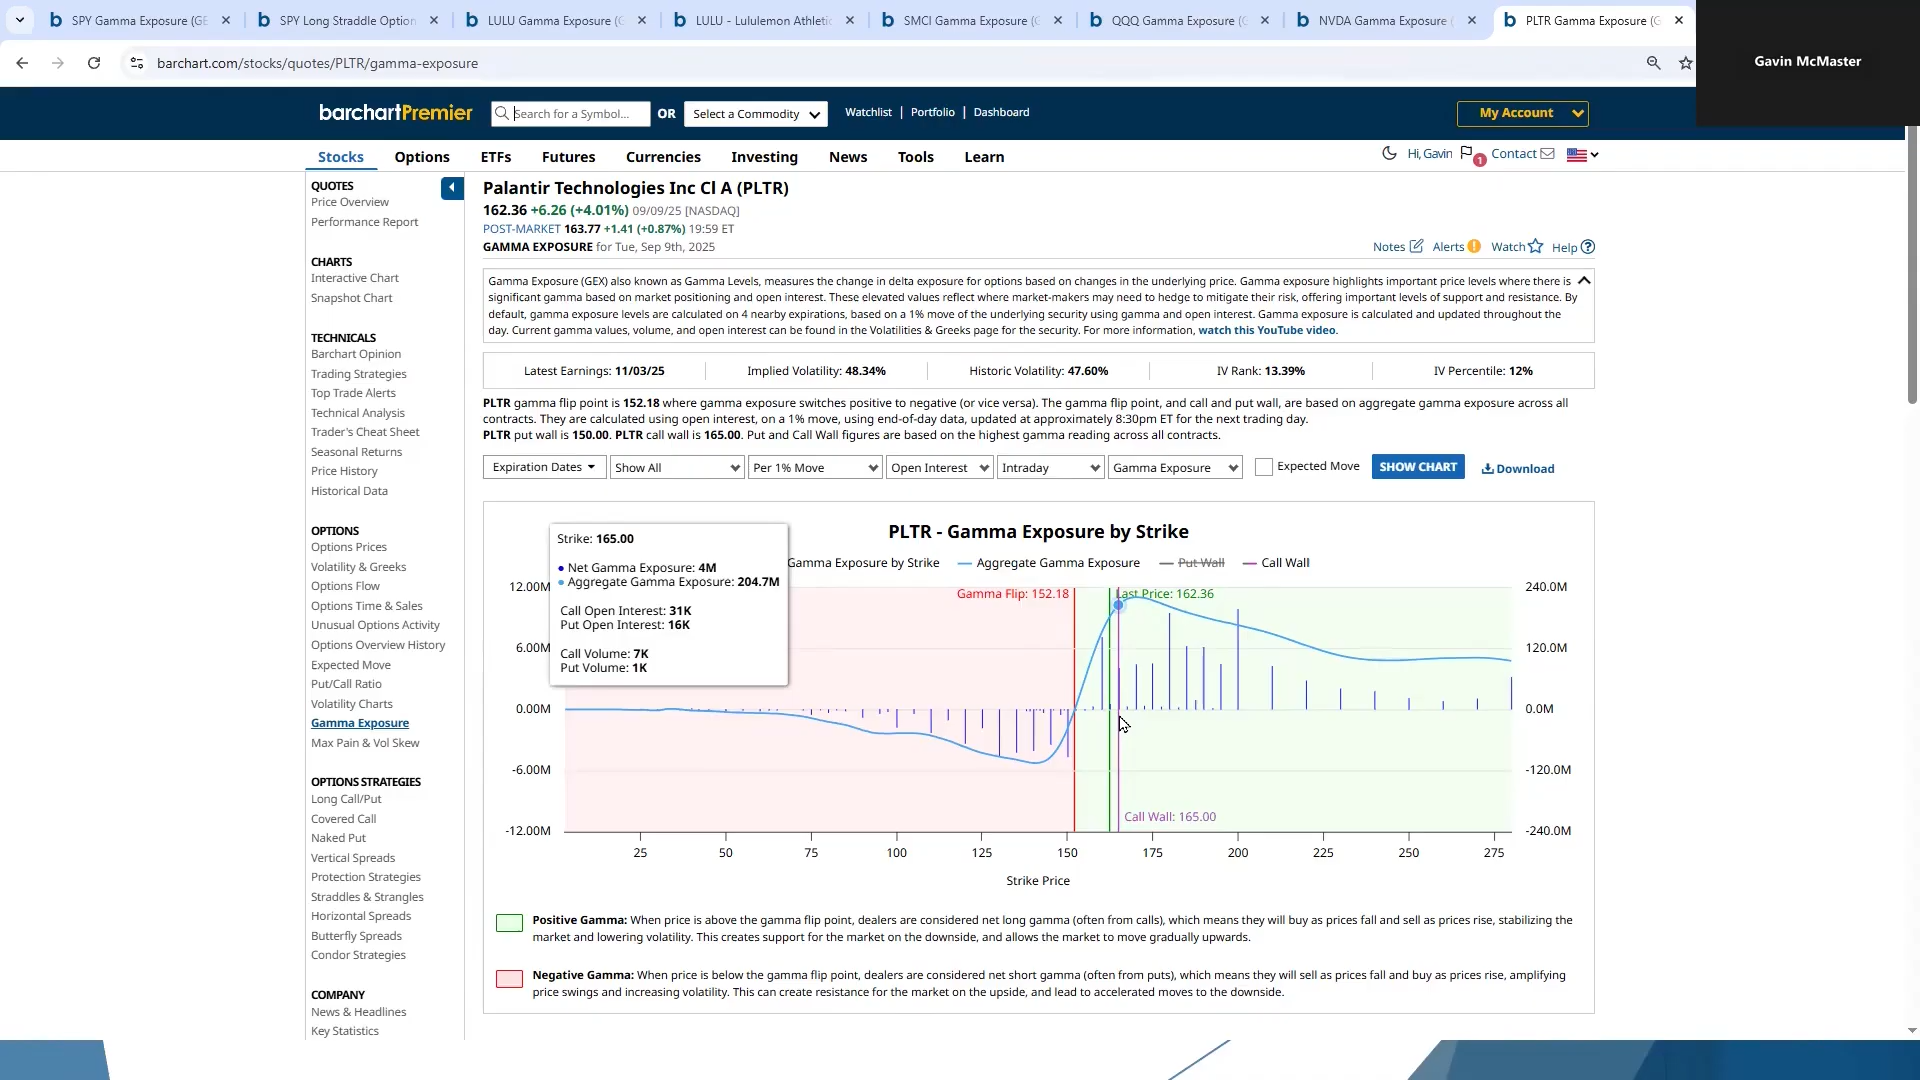 SPY Gamma Exposure (GE
SPY Long Straddle Option
LULU Gamma Exposure (G
LULU - Lululemon Athletic
SMCI Gamma Exposure (G
QQQ Gamma Exposure (G
NVDA Gamma Exposure (
PLTR Gamma Exposure (G
barchart.com/stocks/quotes/PLTR/gamma-exposure
Gavin McMaster
barchartPremier
Search for a Symbol...
OR
Select a Commodity
Watchlist | Portfolio | Dashboard
My Account
Stocks Options ETFs Futures Currencies Investing News Tools Learn
Hi, Gavin 1 Contact
QUOTES
Price Overview
Performance Report
CHARTS
Interactive Chart
Snapshot Chart
TECHNICALS
Barchart Opinion
Trading Strategies
Top Trade Alerts
Technical Analysis
Trader's Cheat Sheet
Seasonal Returns
Price History
Historical Data
OPTIONS
Options Prices
Volatility & Greeks
Options Flow
Options Time & Sales
Unusual Options Activity
Options Overview History
Expected Move
Put/Call Ratio
Volatility Charts
Gamma Exposure
Max Pain & Vol Skew
OPTIONS STRATEGIES
Long Call/Put
Covered Call
Naked Put
Vertical Spreads
Protection Strategies
Straddles & Strangles
Horizontal Spreads
Butterfly Spreads
Condor Strategies
COMPANY
News & Headlines
Key Statistics
Palantir Technologies Inc Cl A (PLTR)
162.36 +6.26 (+4.01%) 09/09/25 [NASDAQ]
POST-MARKET 163.77 +1.41 (+0.87%) 19:59 ET
GAMMA EXPOSURE for Tue, Sep 9th, 2025
Notes Alerts Watch Help
Gamma Exposure (GEX) also known as Gamma Levels, measures the change in delta exposure for options based on changes in the underlying price. Gamma exposure highlights important price levels where there is
significant gamma based on market positioning and open interest. These elevated values reflect where market-makers may need to hedge to mitigate their risk, offering important levels of support and resistance. By
default, gamma exposure levels are calculated on 4 nearby expirations, based on a 1% move of the underlying security using gamma and open interest. Gamma exposure is calculated and updated throughout the
day. Current gamma values, volume, and open interest can be found in the Volatilities & Greeks page for the security. For more information, watch this YouTube video.
Latest Earnings: 11/03/25
Implied Volatility: 48.34%
Historic Volatility: 47.60%
IV Rank: 13.39%
IV Percentile: 12%
PLTR gamma flip point is 152.18 where gamma exposure switches positive to negative (or vice versa). The gamma flip point, and call and put wall, are based on aggregate gamma exposure across all
contracts. They are calculated using open interest, on a 1% move, using end-of-day data, updated at approximately 8:30pm ET for the next trading day.
PLTR put wall is 150.00. PLTR call wall is 165.00. Put and Call Wall figures are based on the highest gamma reading across all contracts.
Expiration Dates
Show All
Per 1% Move
Open Interest
Intraday
Gamma Exposure
Expected Move
SHOW CHART
Download
PLTR - Gamma Exposure by Strike
Gamma Exposure by Strike
Aggregate Gamma Exposure
Put Wall
Call Wall
Strike: 165.00
Net Gamma Exposure: 4M
Aggregate Gamma Exposure: 204.7M
Call Open Interest: 31K
Put Open Interest: 16K
Call Volume: 7K
Put Volume: 1K
12.00M
6.00M
0.00M
-6.00M
-12.00M
Gamma Flip: 152.18
Last Price: 162.36
Call Wall: 165.00
240.0M
120.0M
0.0M
-120.0M
-240.0M
25 50 75 100 125 150 175 200 225 250 275
Strike Price
Positive Gamma: When price is above the gamma flip point, dealers are considered net long gamma (often from calls), which means they will buy as prices fall and sell as prices rise, stabilizing the
market and lowering volatility. This creates support for the market on the downside, and allows the market to move gradually upwards.
Negative Gamma: When price is below the gamma flip point, dealers are considered net short gamma (often from puts), which means they will sell as prices fall and buy as prices rise, amplifying
price swings and increasing volatility. This can create resistance for the market on the upside, and lead to accelerated moves to the downside.